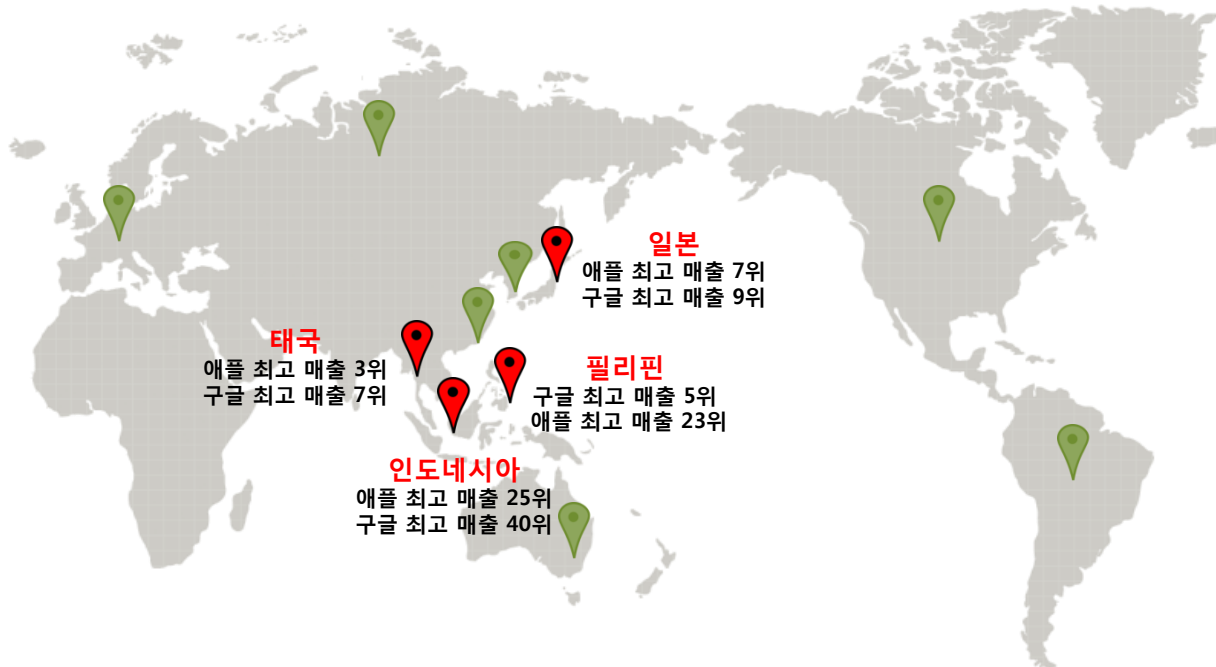 일본
애플 최고 매출 7위
구글 최고 매출 9위
태국
애플 최고 매출 3위
구글 최고 매출 7위
필리핀
구글 최고 매출 5위
애플 최고 매출 23위
인도네시아
애플 최고 매출 25위
구글 최고 매출 40위